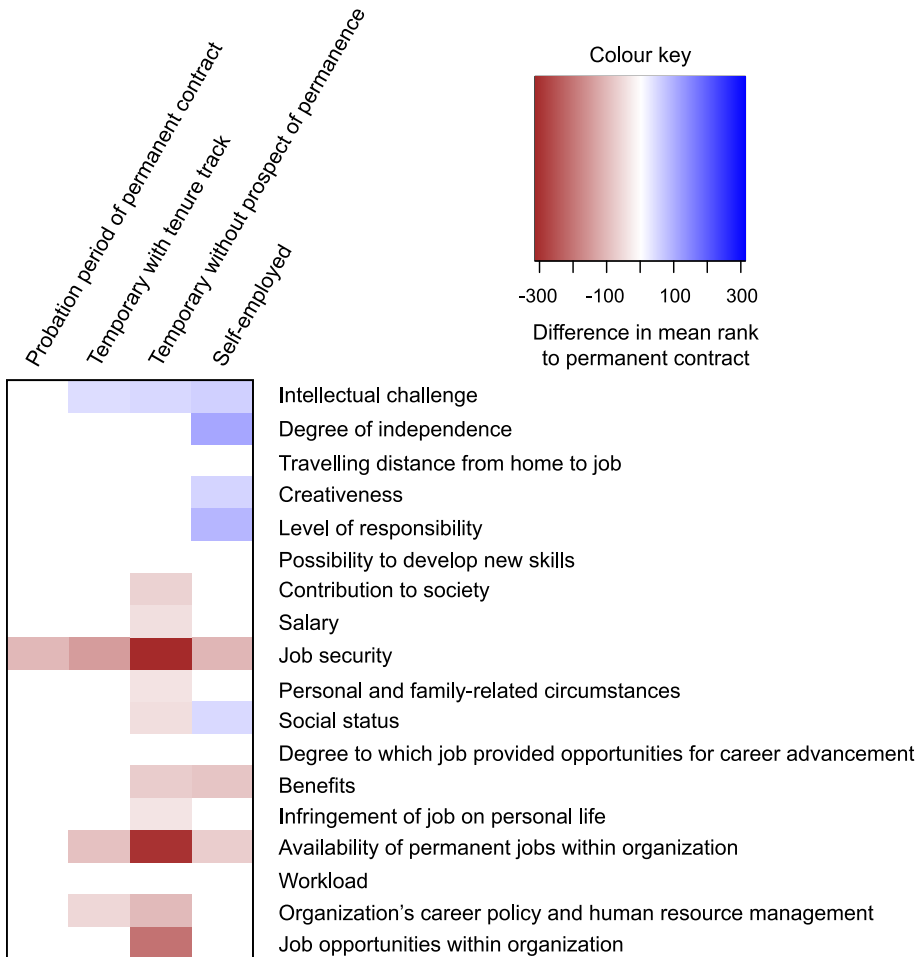 Probation period of permanent contract
Temporary with tenure track
Temporary without prospect of permanence
Self-employed
Colour key
-300 -100 100 300
Difference in mean rank
to permanent contract
Intellectual challenge
Degree of independence
Travelling distance from home to job
Creativeness
Level of responsibility
Possibility to develop new skills
Contribution to society
Salary
Job security
Personal and family-related circumstances
Social status
Degree to which job provided opportunities for career advancement
Benefits
Infringement of job on personal life
Availability of permanent jobs within organization
Workload
Organization's career policy and human resource management
Job opportunities within organization